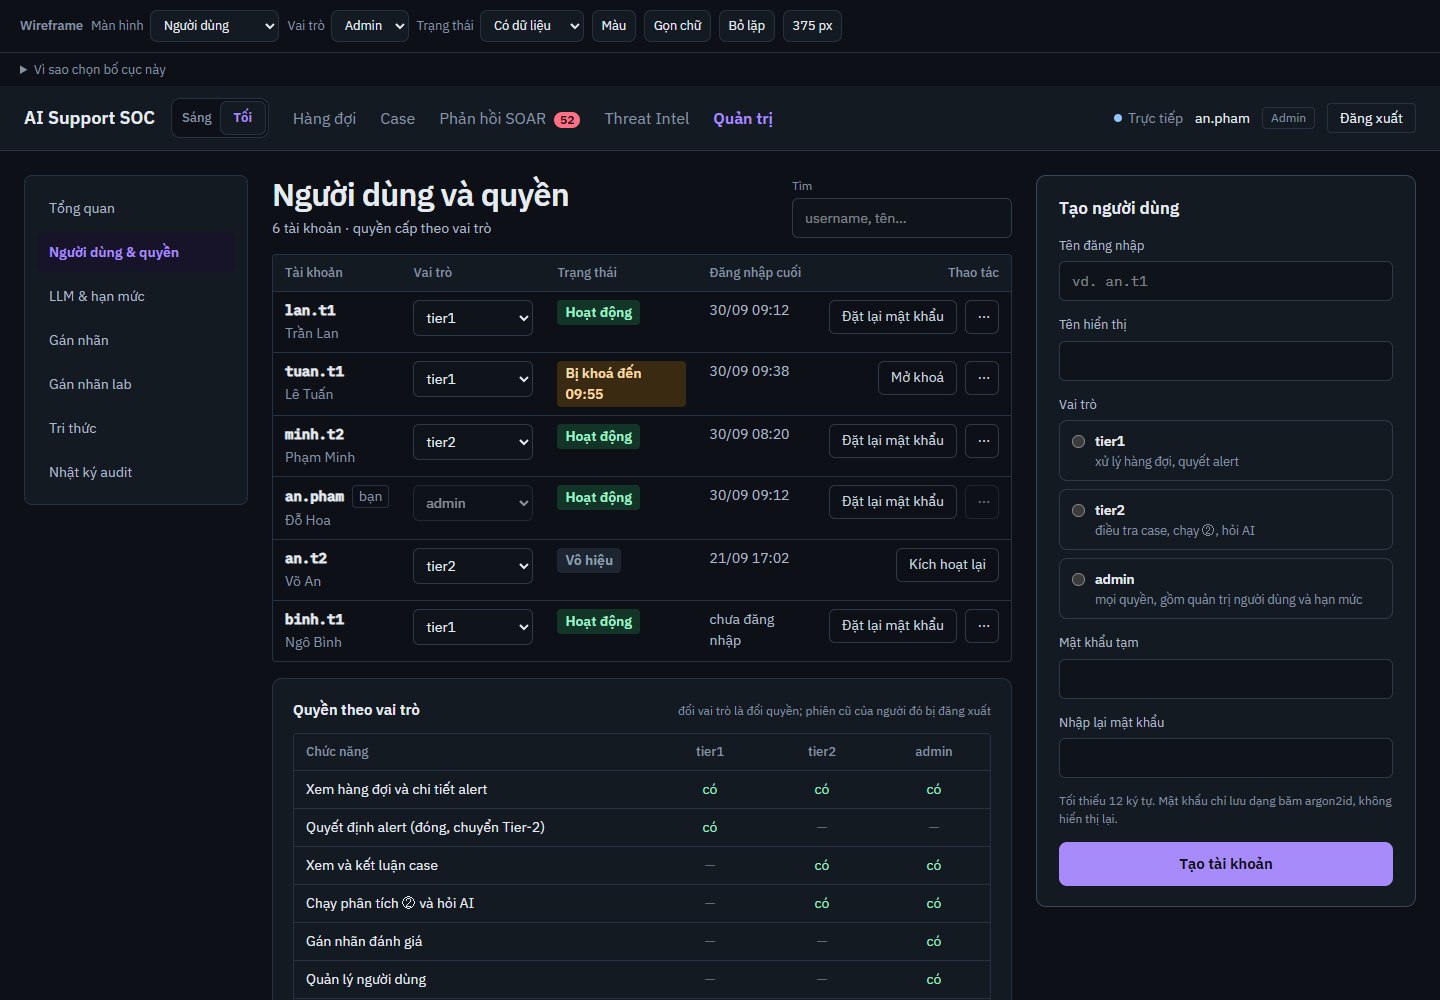 Wireframe Màn hình Người dùng Vai trò Admin Trạng thái Có dữ liệu Màu Gọn chữ Bỏ lặp 375 px
▶ Vì sao chọn bố cục này
AI Support SOC Sáng Tối Hàng đợi Case Phản hồi SOAR 52 Threat Intel Quản trị Trực tiếp an.pham Admin Đăng xuất
Tổng quan
Người dùng & quyền
LLM & hạn mức
Gán nhãn
Gán nhãn lab
Tri thức
Nhật ký audit
Người dùng và quyền
6 tài khoản · quyền cấp theo vai trò
Tìm
username, tên...
Tài khoản Vai trò Trạng thái Đăng nhập cuối Thao tác
lan.t1 tier1 Hoạt động 30/09 09:12 Đặt lại mật khẩu ...
Trần Lan
tuan.t1 tier1 Bị khoá đến 09:55 30/09 09:38 Mở khoá ...
Lê Tuấn
minh.t2 tier2 Hoạt động 30/09 08:20 Đặt lại mật khẩu ...
Phạm Minh
an.pham bạn admin Hoạt động 30/09 09:12 Đặt lại mật khẩu ...
Đỗ Hoa
an.t2 tier2 Vô hiệu 21/09 17:02 Kích hoạt lại
Võ An
binh.t1 tier1 Hoạt động chưa đăng nhập Đặt lại mật khẩu ...
Ngô Bình
Quyền theo vai trò đổi vai trò là đổi quyền; phiên cũ của người đó bị đăng xuất
Chức năng tier1 tier2 admin
Xem hàng đợi và chi tiết alert có có có
Quyết định alert (đóng, chuyển Tier-2) có — —
Xem và kết luận case — có có
Chạy phân tích ② và hỏi AI — có có
Gán nhãn đánh giá — — có
Quản lý người dùng — — có
Tạo người dùng
Tên đăng nhập
vd. an.t1
Tên hiển thị
Vai trò
tier1
xử lý hàng đợi, quyết alert
tier2
điều tra case, chạy ②, hỏi AI
admin
mọi quyền, gồm quản trị người dùng và hạn mức
Mật khẩu tạm
Nhập lại mật khẩu
Tối thiểu 12 ký tự. Mật khẩu chỉ lưu dạng băm argon2id, không
hiển thị lại.
Tạo tài khoản